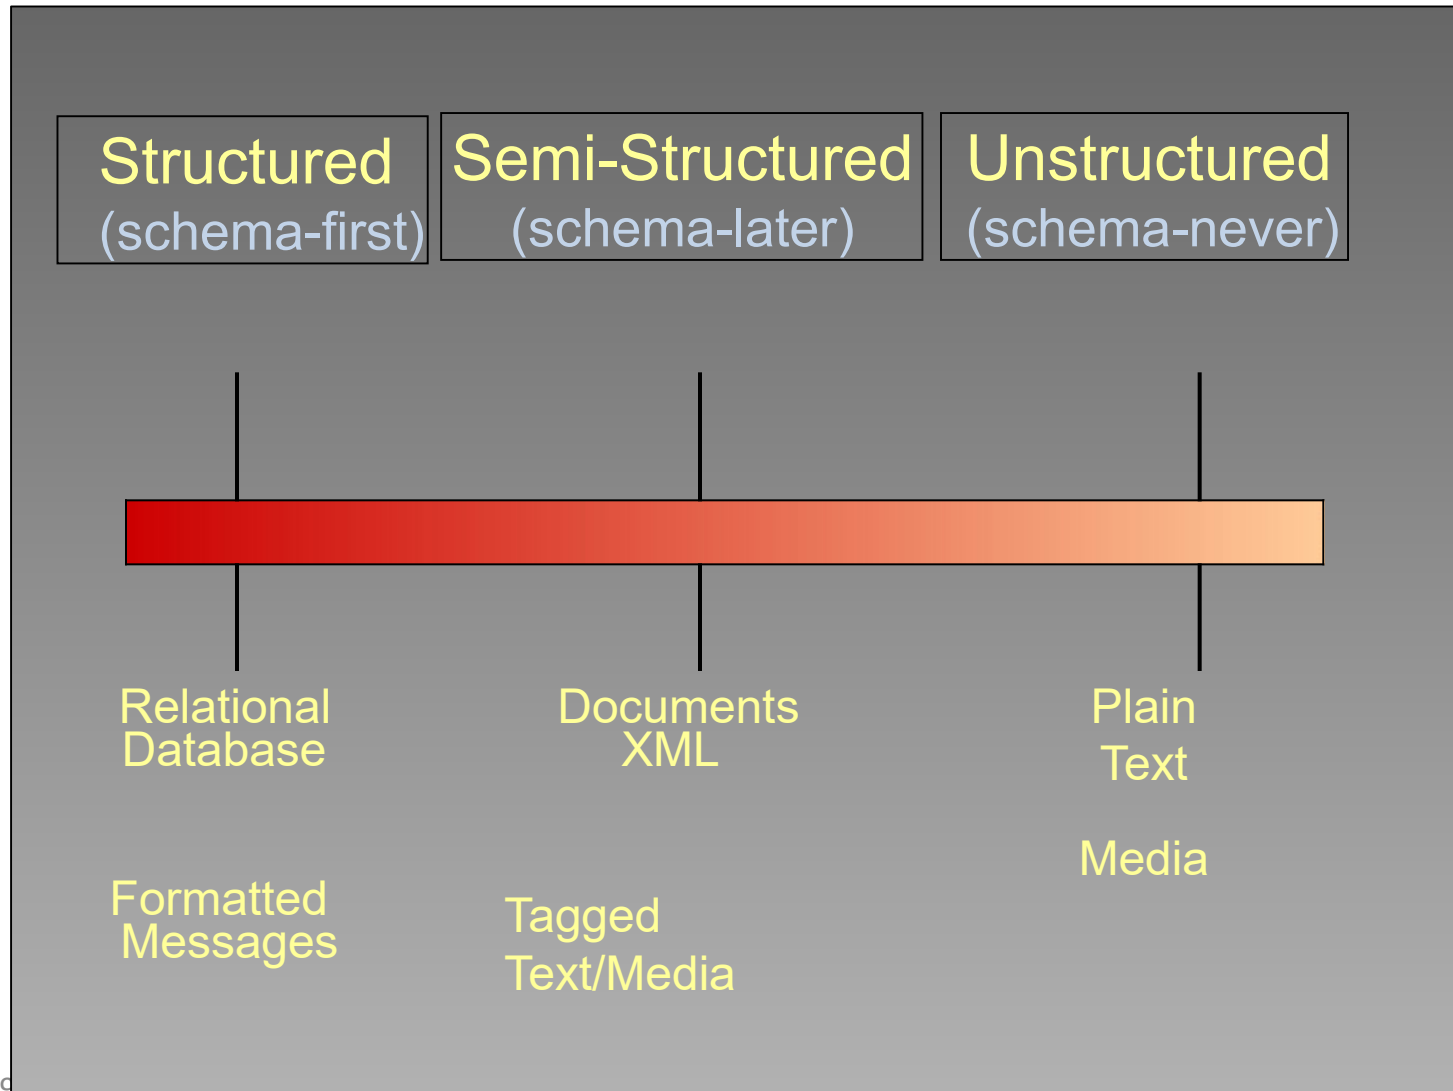 Structured
(schema-first)
Semi-Structured
(schema-later)
Unstructured
(schema-never)
Relational
Database
Documents
XML
Plain
Text
Media
Formatted
Messages
Tagged
Text/Media